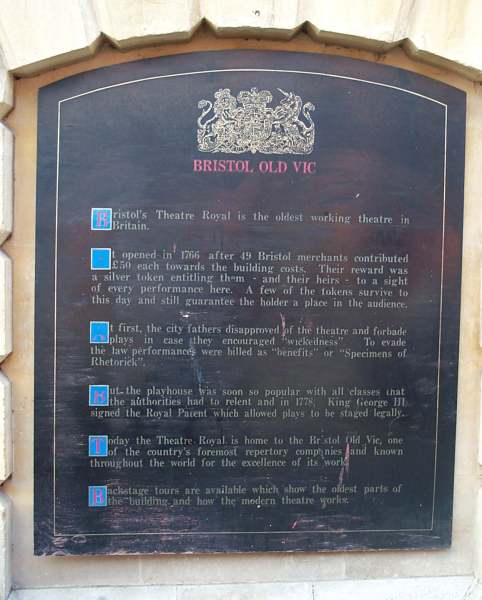 BRISTOL OLD VIC
Bristol's Theatre Royal is the oldest working theatre in
Britain.
It opened in 1766 after 49 Bristol merchants contributed
£50 each towards the building costs. Their reward was
a silver token entitling them - and their heirs - to a sight
of every performance here. A few of the tokens survive to
this day and still guarantee the holder a place in the audience.
At first, the city fathers disapproved of the theatre and forbade
plays in case they encouraged "wickedness". To evade
the law performances were billed as "benefits" or "Specimens of
Rhetorick".
But the playhouse was soon so popular with all classes that
the authorities had to relent and in 1778, King George III
signed the Royal Patent which allowed plays to be staged legally.
Today the Theatre Royal is home to the Bristol Old Vic, one
of the country's foremost repertory companies and known
throughout the world for the excellence of its work.
Backstage tours are available which show the oldest parts of
the building and how the modern theatre works.